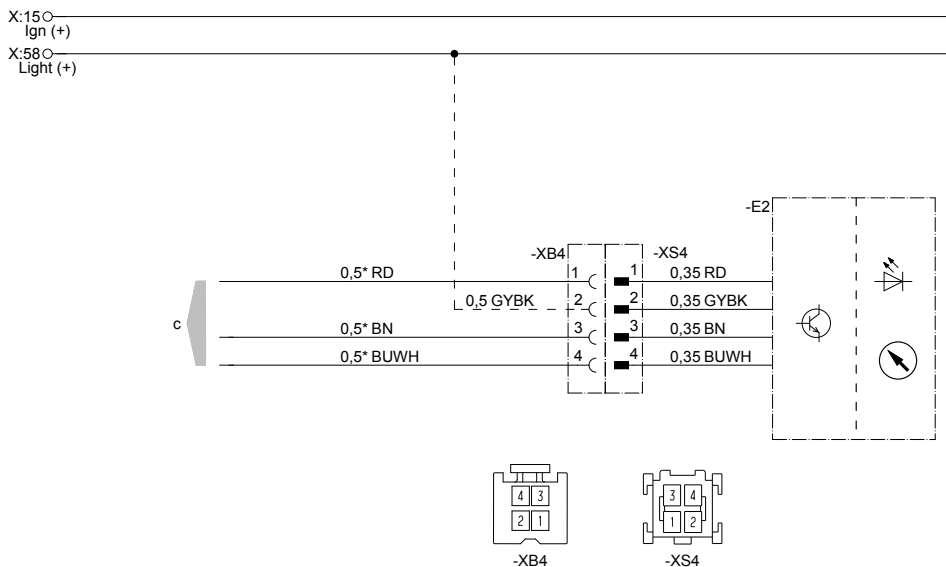 X:15
Ign (+)
X:58
Light (+)
-E2
-XB4
-XS4
0,5* RD
1
1
0,35 RD
0,5 GYBK
2
2
0,35 GYBK
c
0,5* BN
3
3
0,35 BN
0,5* BUWH
4
4
0,35 BUWH
4 3
2 1
3 4
1 2
-XB4
-XS4